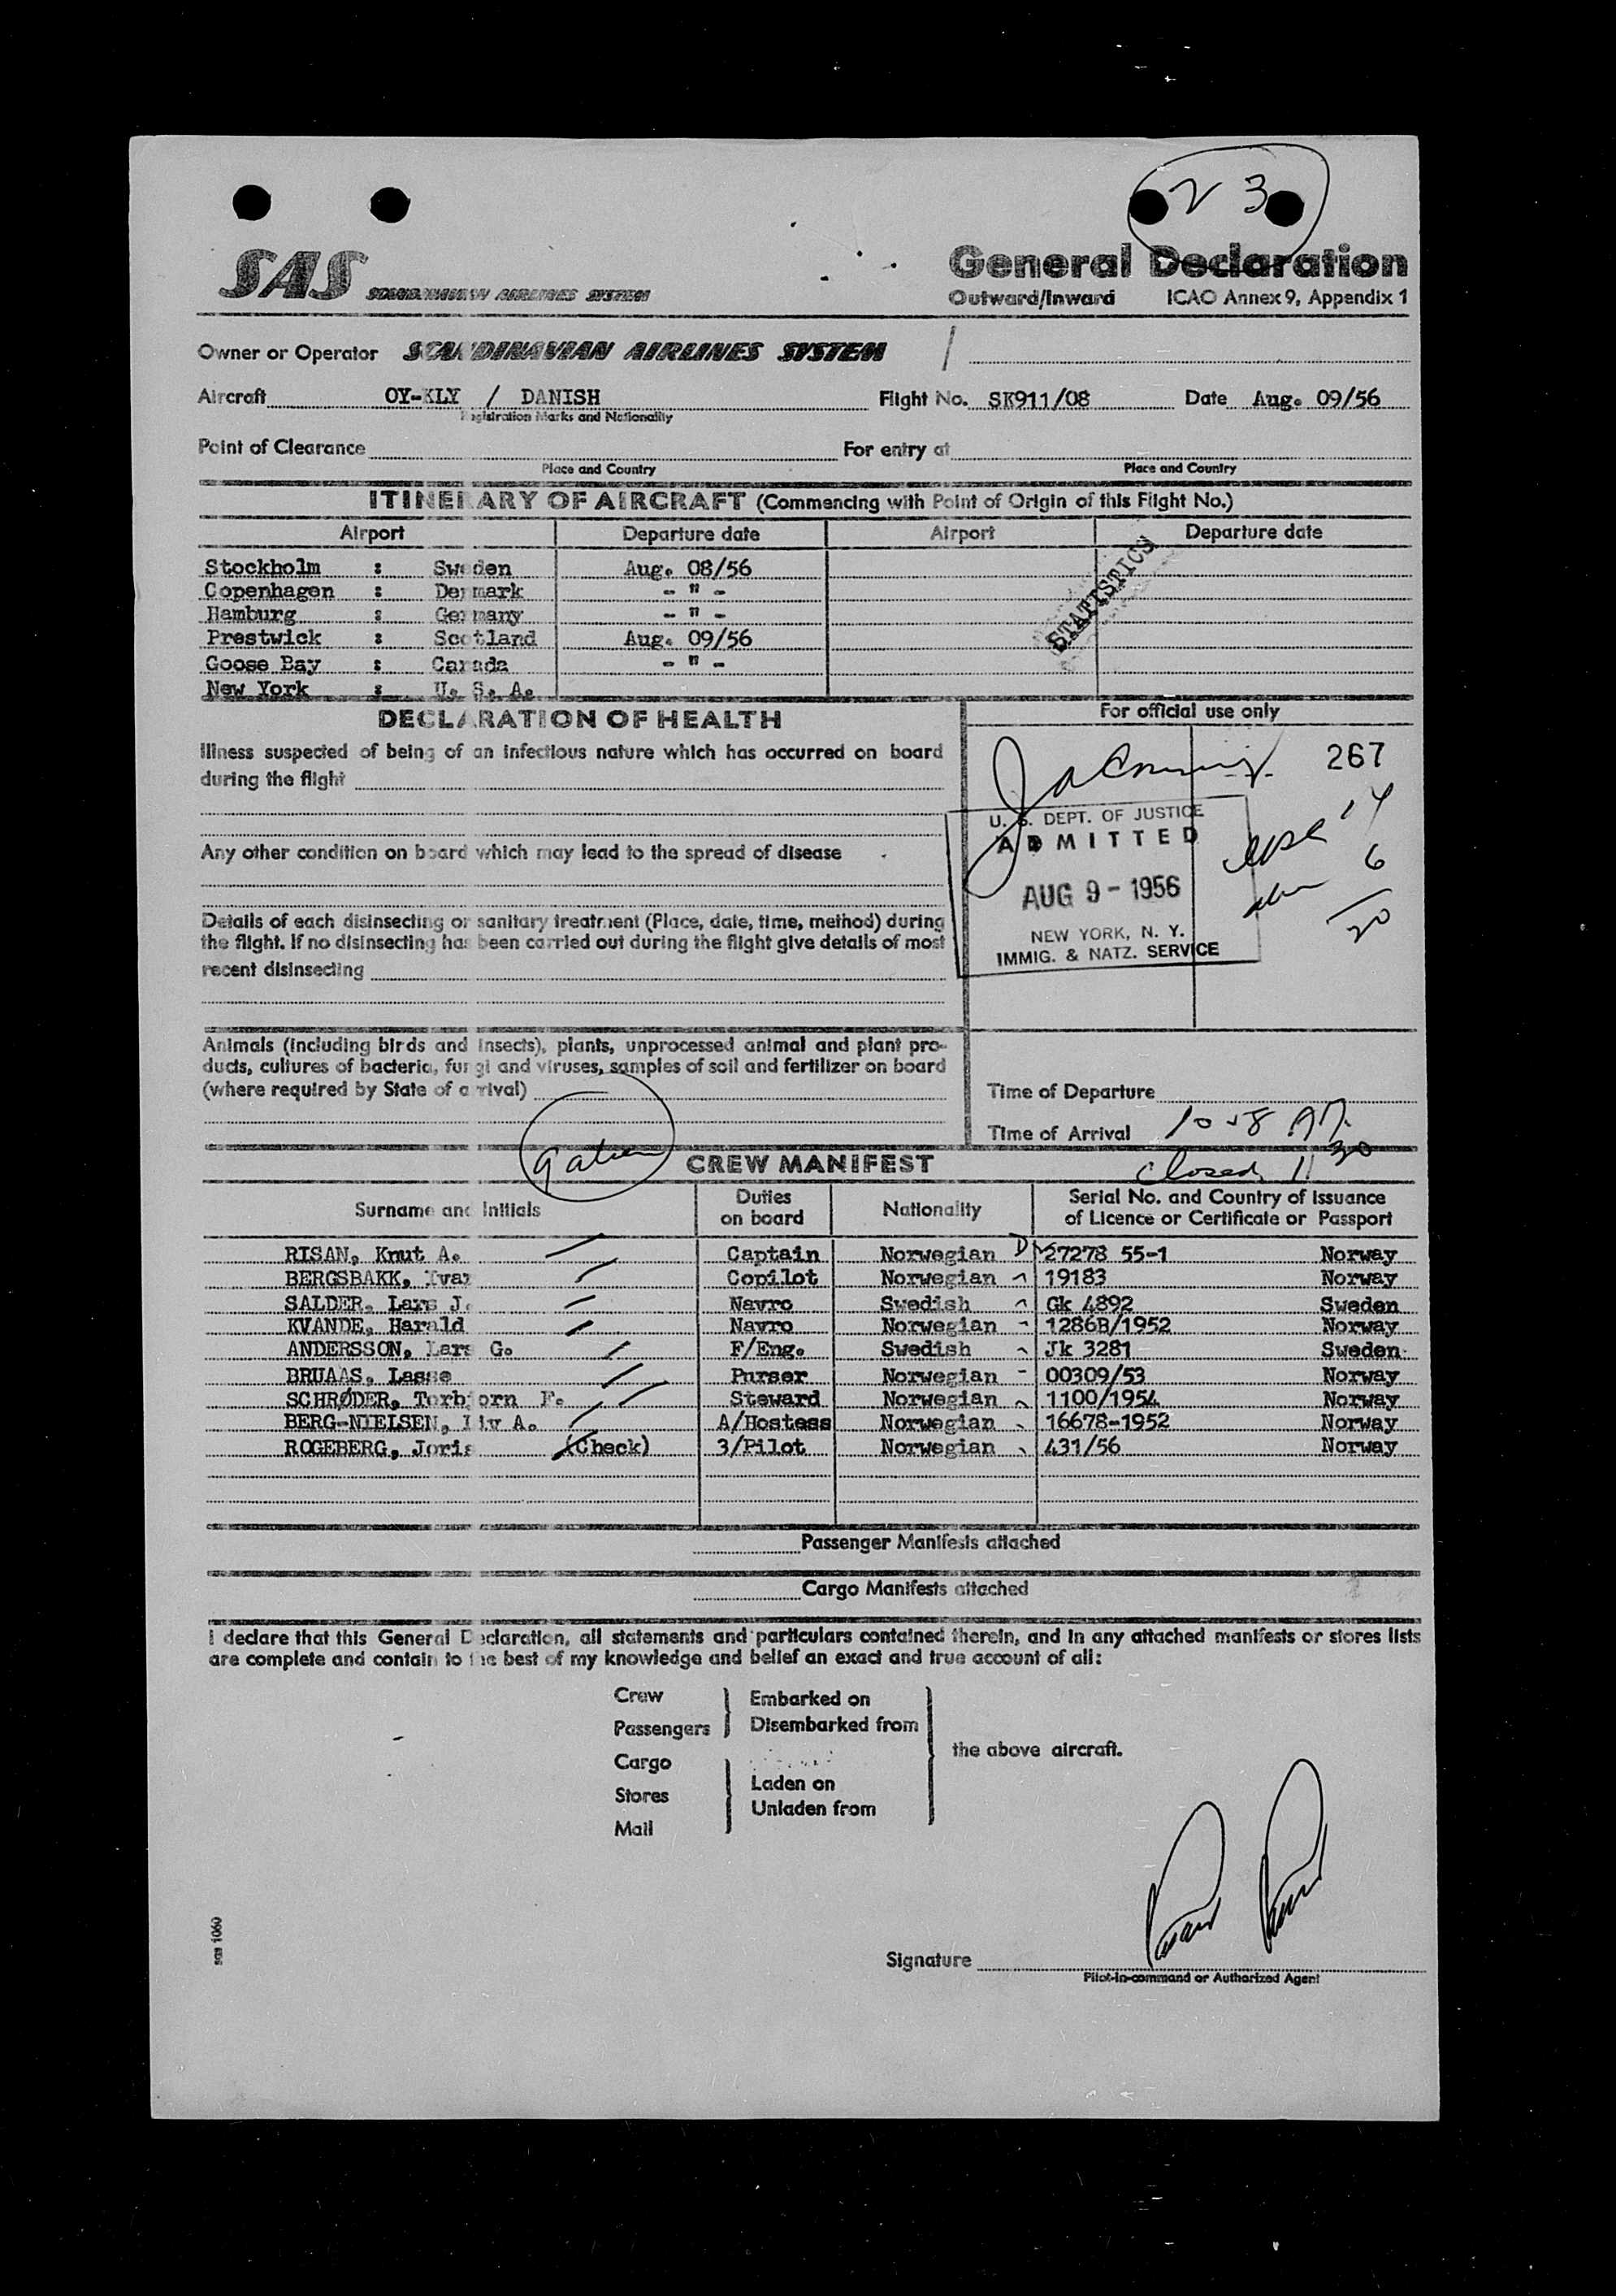 2 3
SAS SCANDINAVIAN AIRLINES SYSTEM
General Declaration
Outward/Inward ICAO Annex 9, Appendix 1
Owner or Operator SCANDINAVIAN AIRLINES SYSTEM /
Aircraft OY-KLY / DANISH Flight No. SK911/08 Date Aug. 09/56
Registration Marks and Nationality
Point of Clearance For entry at
Place and Country Place and Country
ITINERARY OF AIRCRAFT (Commencing with Point of Origin of this Flight No.)
Airport Departure date Airport Departure date
Stockholm : Sweden Aug. 08/56
Copenhagen : Denmark - " -
Hamburg : Germany - " -
Prestwick : Scotland Aug. 09/56
Goose Bay : Canada - " -
New York : U. S. A.
STATISTICS
DECLARATION OF HEALTH
Illness suspected of being of an infectious nature which has occurred on board
during the flight
Any other condition on board which may lead to the spread of disease
Details of each disinsecting or sanitary treatment (Place, date, time, method) during
the flight. If no disinsecting has been carried out during the flight give details of most
recent disinsecting
Animals (including birds and insects), plants, unprocessed animal and plant pro-
ducts, cultures of bacteria, fungi and viruses, samples of soil and fertilizer on board
(where required by State of arrival)
For official use only
267
U. S. DEPT. OF JUSTICE
ADMITTED
AUG 9 - 1956
NEW YORK, N. Y.
IMMIG. & NATZ. SERVICE
14
6
20
Time of Departure
Time of Arrival 10 58 AM
Closed 11 30
CREW MANIFEST
Surname and Initials Duties on board Nationality Serial No. and Country of Issuance of Licence or Certificate or Passport
RISAN, Knut A. Captain Norwegian 27278 55-1 Norway
BERGSBAKK, Ivar Copilot Norwegian 19183 Norway
SALDER, Lars J. Navro Swedish Gk 4892 Sweden
KVANDE, Harald Navro Norwegian 1286B/1952 Norway
ANDERSSON, Lars G. F/Eng. Swedish Jk 3281 Sweden
BRUAAS, Lasse Purser Norwegian 00309/53 Norway
SCHRØDER, Torbjorn F. Steward Norwegian 1100/1954 Norway
BERG-NIELSEN, Liv A. A/Hostess Norwegian 16678-1952 Norway
ROGEBERG, Joris (Check) 3/Pilot Norwegian 431/56 Norway
Passenger Manifests attached
Cargo Manifests attached
I declare that this General Declaration, all statements and particulars contained therein, and in any attached manifests or stores lists
are complete and contain to the best of my knowledge and belief an exact and true account of all:
Crew
Passengers
Embarked on
Disembarked from
Cargo
Stores
Mail
Laden on
Unladen from
the above aircraft.
sas 1060
Signature
Pilot-in-command or Authorized Agent